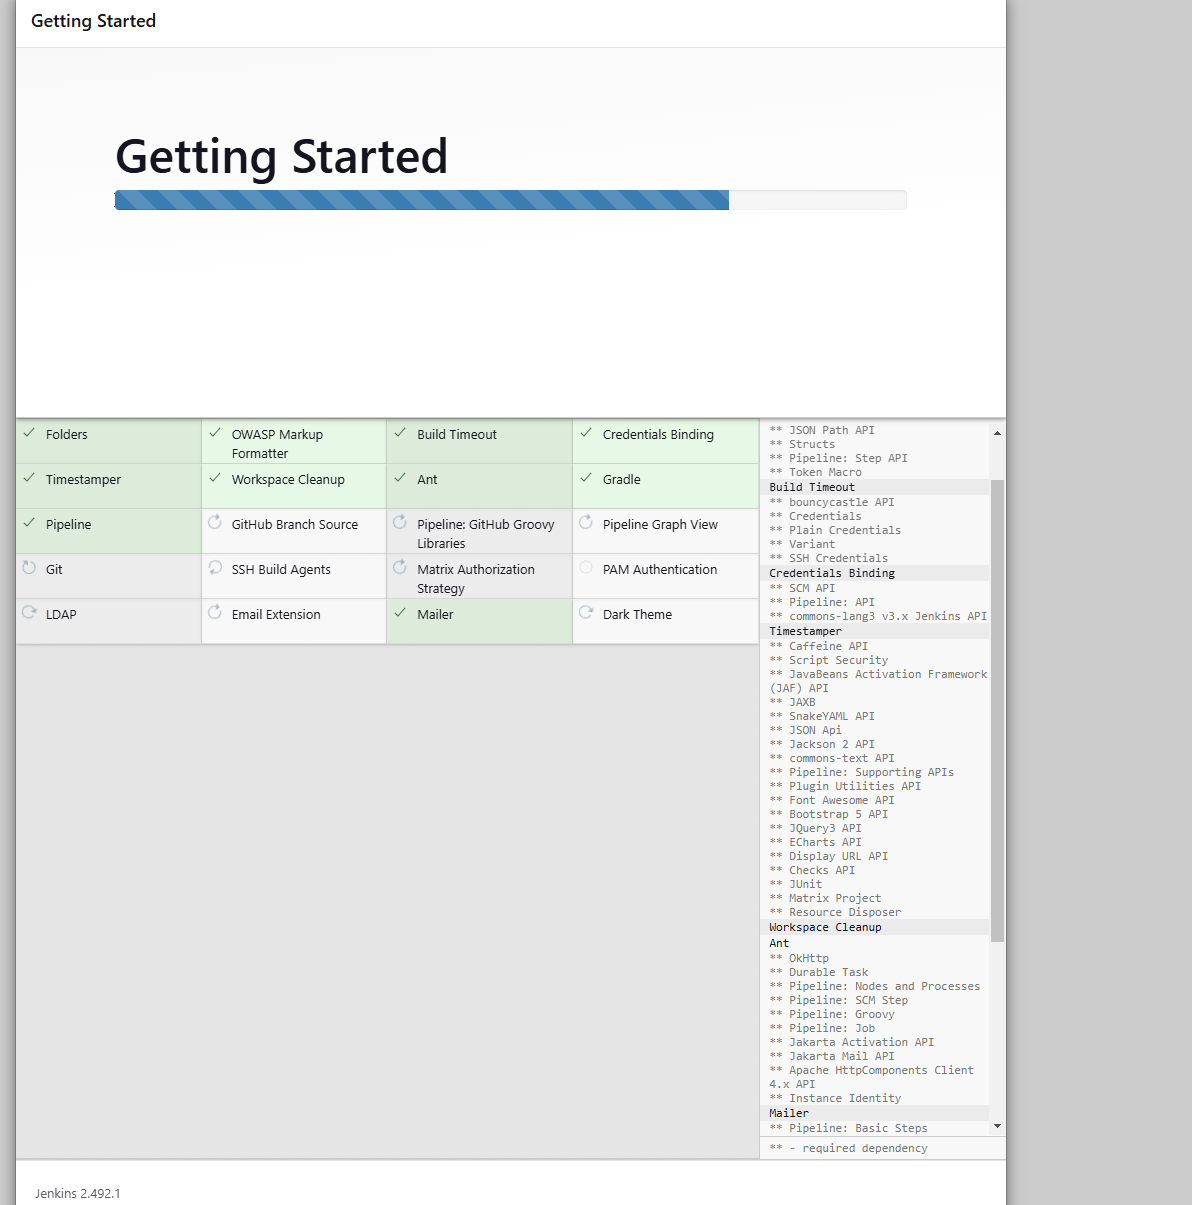 Getting Started
Getting Started
Folders
OWASP Markup
Formatter
Build Timeout
Credentials Binding
Timestamper
Workspace Cleanup
Ant
Gradle
Pipeline
GitHub Branch Source
Pipeline: GitHub Groovy
Libraries
Pipeline Graph View
Git
SSH Build Agents
Matrix Authorization
Strategy
PAM Authentication
LDAP
Email Extension
Mailer
Dark Theme
** JSON Path API
** Structs
** Pipeline: Step API
** Token Macro
Build Timeout
** bouncycastle API
** Credentials
** Plain Credentials
** Variant
** SSH Credentials
Credentials Binding
** SCM API
** Pipeline: API
** commons-lang3 v3.x Jenkins API
Timestamper
** Caffeine API
** Script Security
** JavaBeans Activation Framework
(JAF) API
** JAXB
** SnakeYAML API
** JSON Api
** Jackson 2 API
** commons-text API
** Pipeline: Supporting APIs
** Plugin Utilities API
** Font Awesome API
** Bootstrap 5 API
** JQuery3 API
** ECharts API
** Display URL API
** Checks API
** JUnit
** Matrix Project
** Resource Disposer
Workspace Cleanup
Ant
** OkHttp
** Durable Task
** Pipeline: Nodes and Processes
** Pipeline: SCM Step
** Pipeline: Groovy
** Pipeline: Job
** Jakarta Activation API
** Jakarta Mail API
** Apache HttpComponents Client
4.x API
** Instance Identity
Mailer
** Pipeline: Basic Steps
** - required dependency
Jenkins 2.492.1